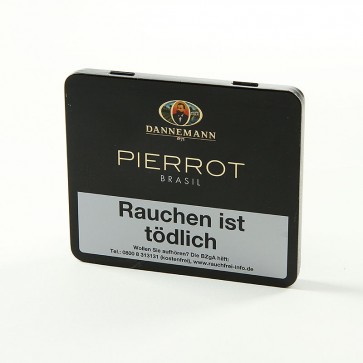 DANNEMANN
PIERROT
BRASIL
Rauchen ist
tödlich
Wollen Sie aufhören? Die BZgA hilft:
Tel.: 0800 8 313131 (kostenfrei), www.rauchfrei-info.de